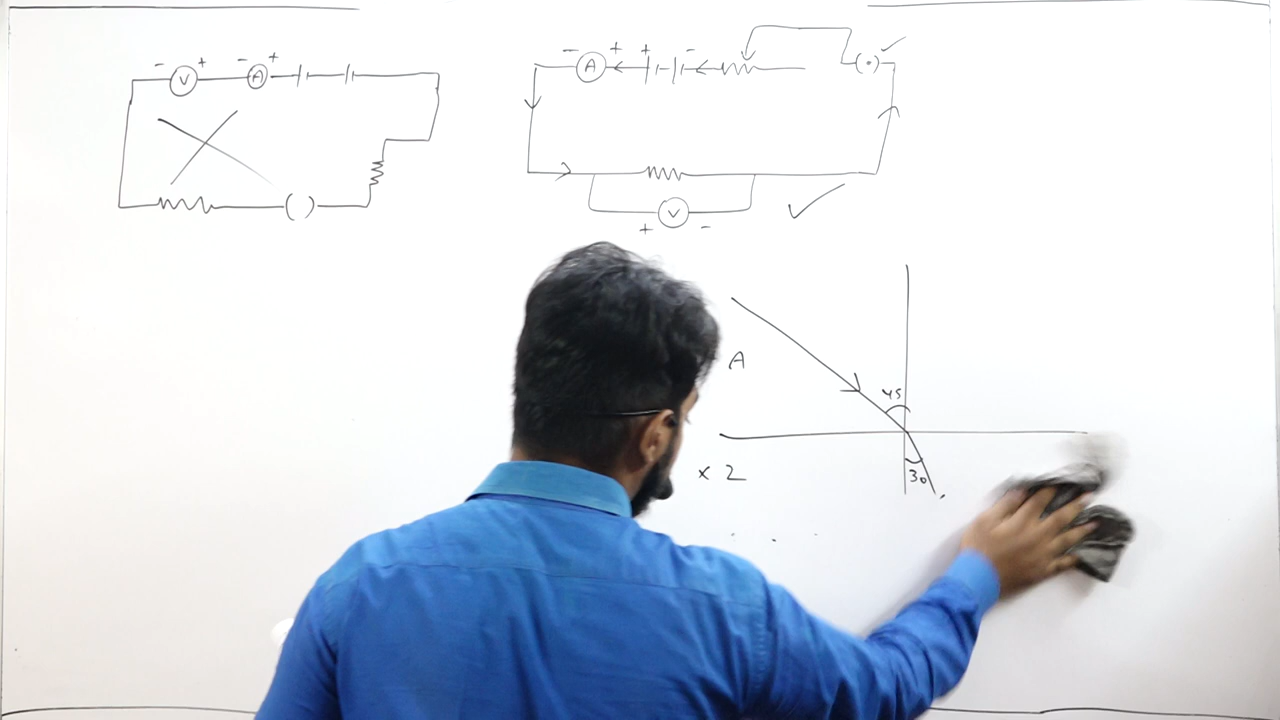 - V + - A +
( )
- A + + - (•)
V
+ -
A
45
x 2
30